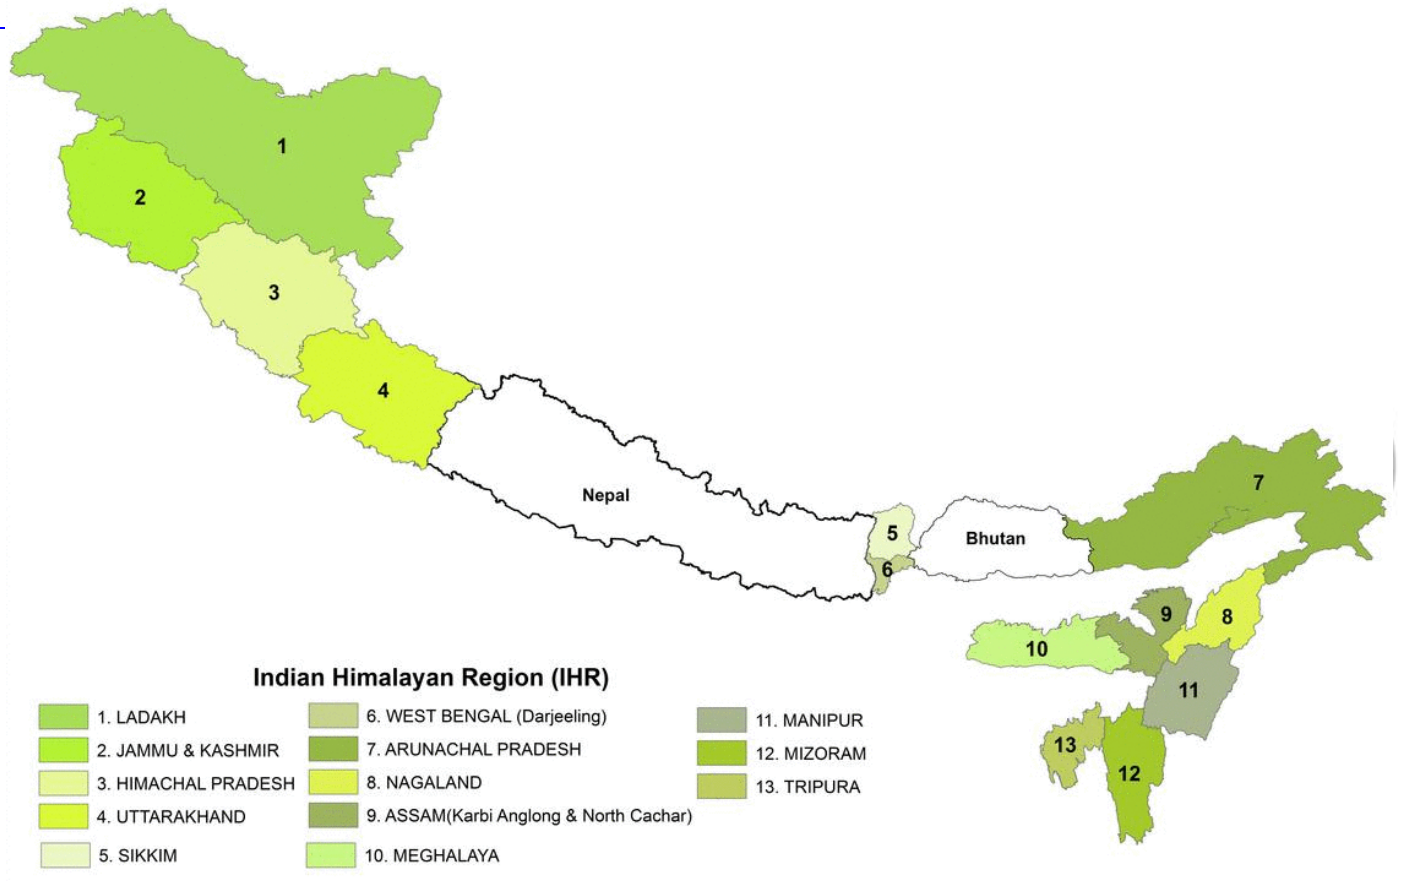 1
2
3
4
Nepal
5
6
Bhutan
7
8
9
10
11
12
13
Indian Himalayan Region (IHR)
1. LADAKH
2. JAMMU & KASHMIR
3. HIMACHAL PRADESH
4. UTTARAKHAND
5. SIKKIM
6. WEST BENGAL (Darjeeling)
7. ARUNACHAL PRADESH
8. NAGALAND
9. ASSAM(Karbi Anglong & North Cachar)
10. MEGHALAYA
11. MANIPUR
12. MIZORAM
13. TRIPURA